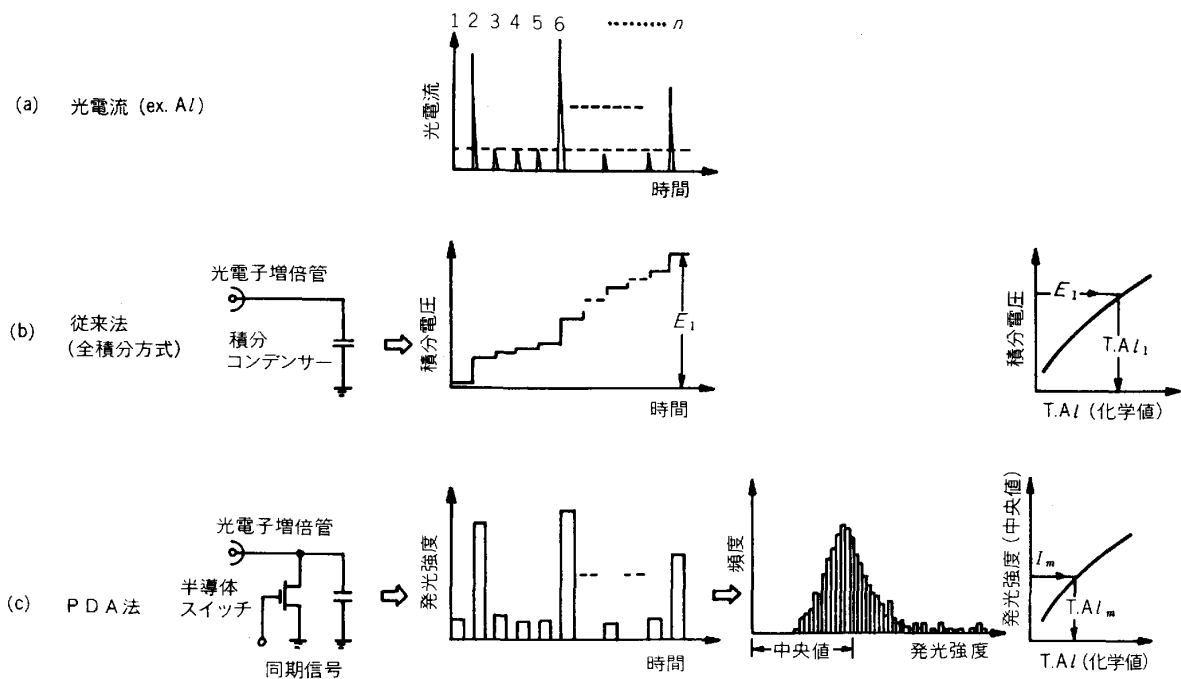 1 2 3 4 5 6 ········ n
(a) 光電流 (ex. Al)
光電流
時間
(b) 従来法
(全積分方式)
光電子増倍管
積分
コンデンサー
積分電圧
E1
時間
積分電圧
E1
T.Al1
T.Al (化学値)
(c) PDA法
光電子増倍管
半導体
スイッチ
同期信号
発光強度
時間
頻度
中央値
発光強度
発光強度(中央値)
Im
T.Alm
T.Al (化学値)